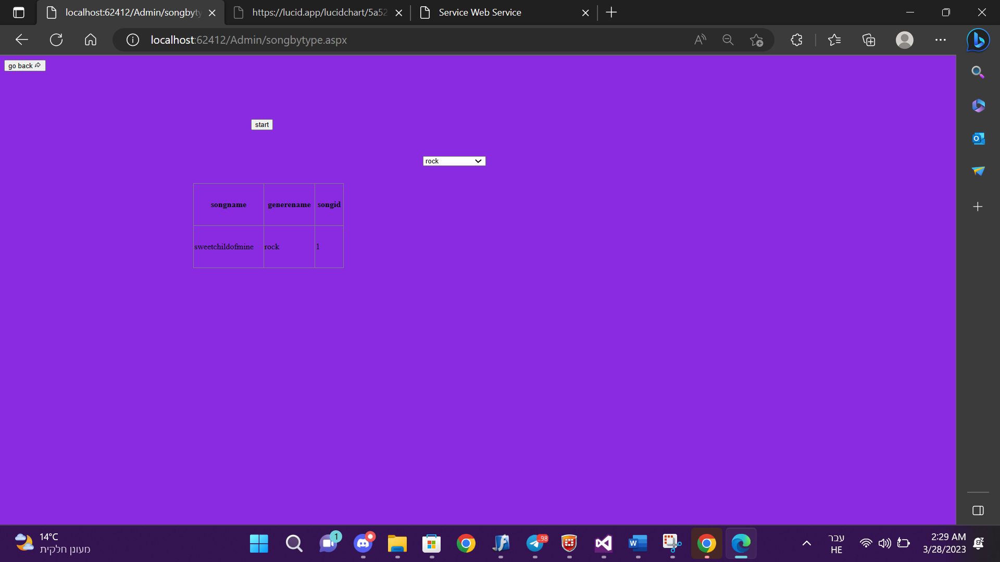 localhost:62412/Admin/songbyty
https://lucid.app/lucidchart/5a52
Service Web Service
localhost:62412/Admin/songbytype.aspx
go back
start
rock
songname generename songid
sweetchildofmine rock 1
14°C
מעונן חלקית
1
..98
עבר
HE
2:29 AM
3/28/2023